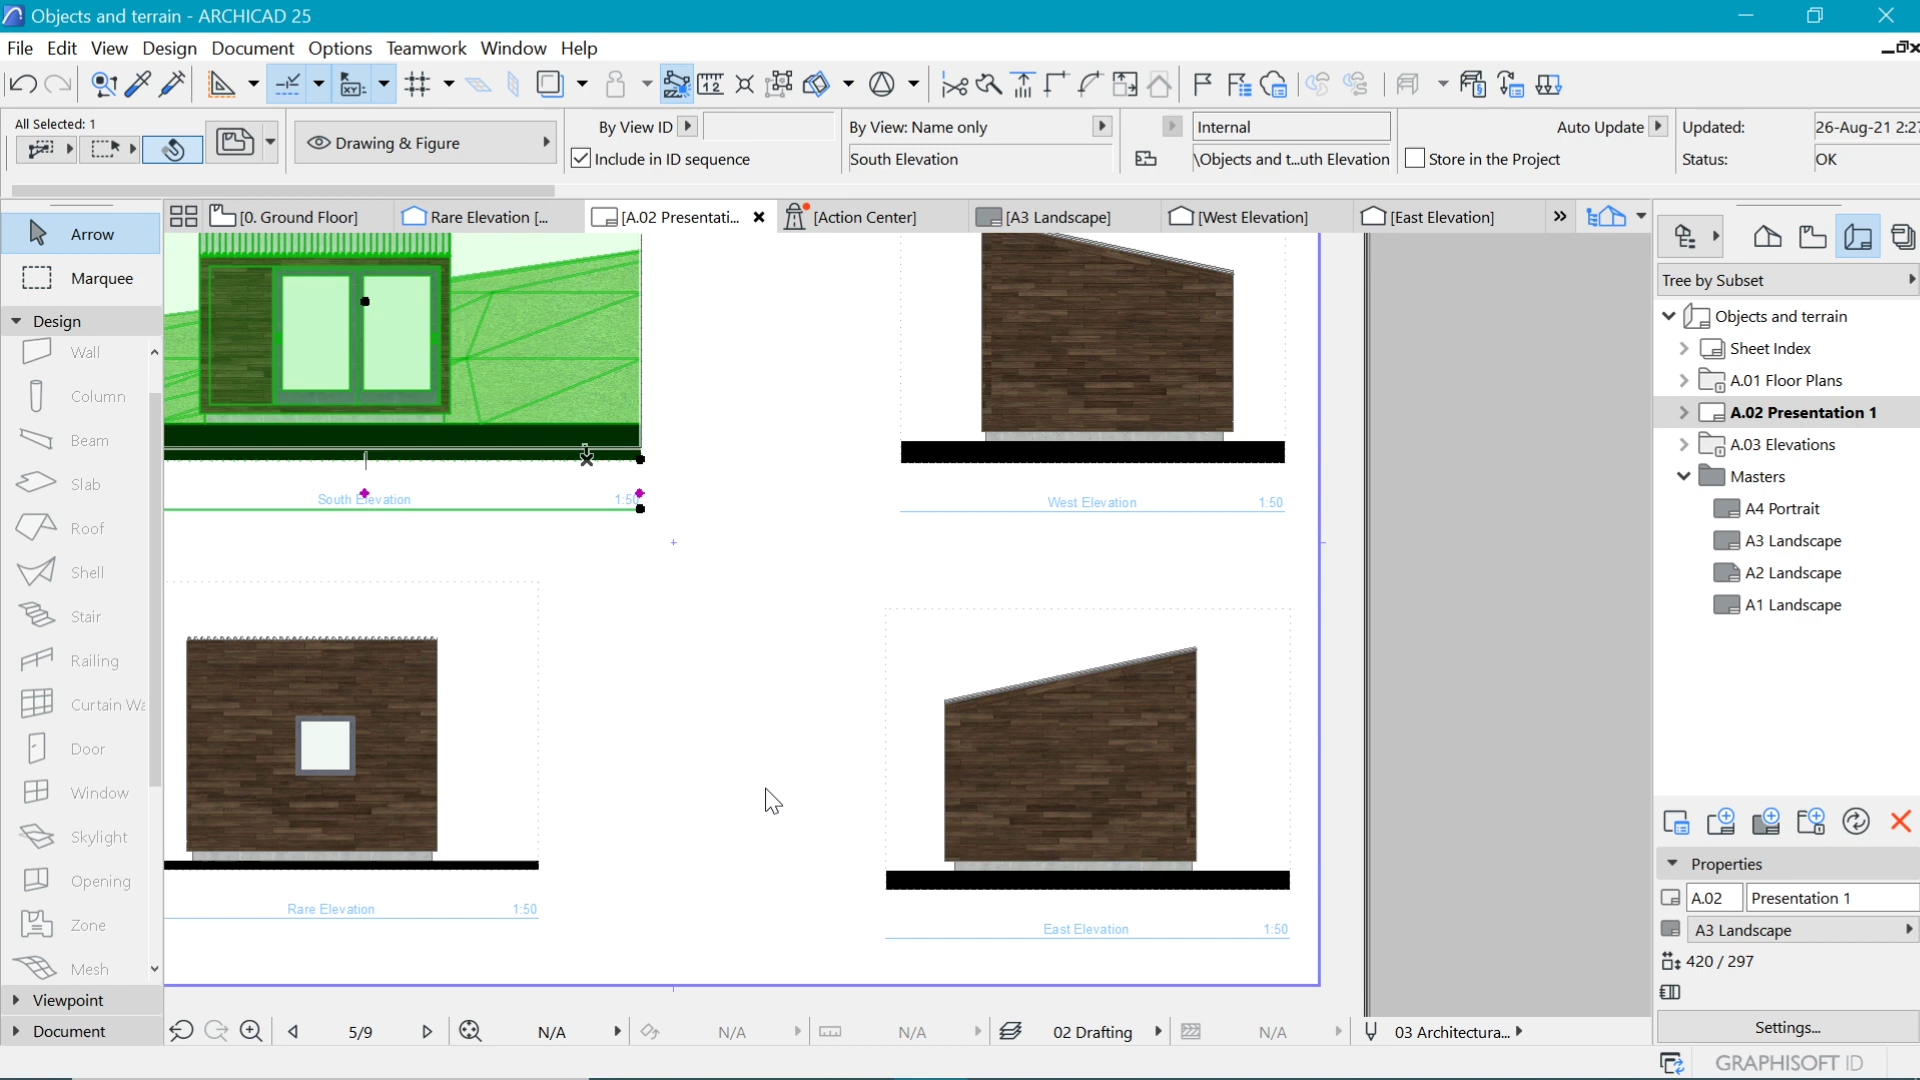 Objects and terrain - ARCHICAD 25
File Edit View Design Document Options Teamwork Window Help
All Selected: 1
Drawing & Figure
By View ID
Include in ID sequence
By View: Name only
South Elevation
Internal
\Objects and t...uth Elevation
Auto Update
Store in the Project
Updated:
26-Aug-21 2:27
Status:
OK
Arrow
Marquee
Design
Wall
Column
Beam
Slab
Roof
Shell
Stair
Railing
Curtain Wa
Door
Window
Skylight
Opening
Zone
Mesh
Viewpoint
Document
[0. Ground Floor]
Rare Elevation [...
[A.02 Presentati...
[Action Center]
[A3 Landscape]
[West Elevation]
[East Elevation]
South Elevation 1:50
West Elevation 1:50
Rare Elevation 1:50
East Elevation 1:50
5/9
N/A
N/A
N/A
02 Drafting
N/A
03 Architectura...
Tree by Subset
Objects and terrain
Sheet Index
A.01 Floor Plans
A.02 Presentation 1
A.03 Elevations
Masters
A4 Portrait
A3 Landscape
A2 Landscape
A1 Landscape
Properties
A.02 Presentation 1
A3 Landscape
420 / 297
Settings...
GRAPHISOFT ID